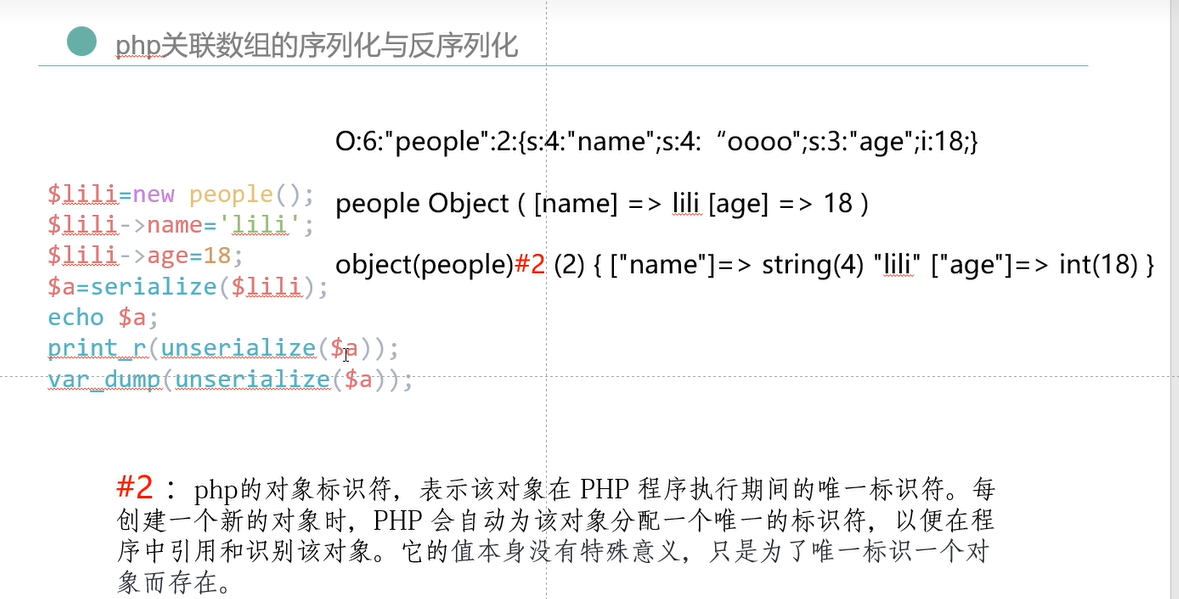 php关联数组的序列化与反序列化
O:6:"people":2:{s:4:"name";s:4:“oooo";s:3:"age";i:18;}
$lili=new people();
$lili->name='lili';
$lili->age=18;
$a=serialize($lili);
echo $a;
print_r(unserialize($a));
var_dump(unserialize($a));
people Object ( [name] => lili [age] => 18 )
object(people)#2 (2) { ["name"]=> string(4) "lili" ["age"]=> int(18) }
#2：php的对象标识符，表示该对象在 PHP 程序执行期间的唯一标识符。每
创建一个新的对象时，PHP 会自动为该对象分配一个唯一的标识符，以便在程
序中引用和识别该对象。它的值本身没有特殊意义，只是为了唯一标识一个对
象而存在。